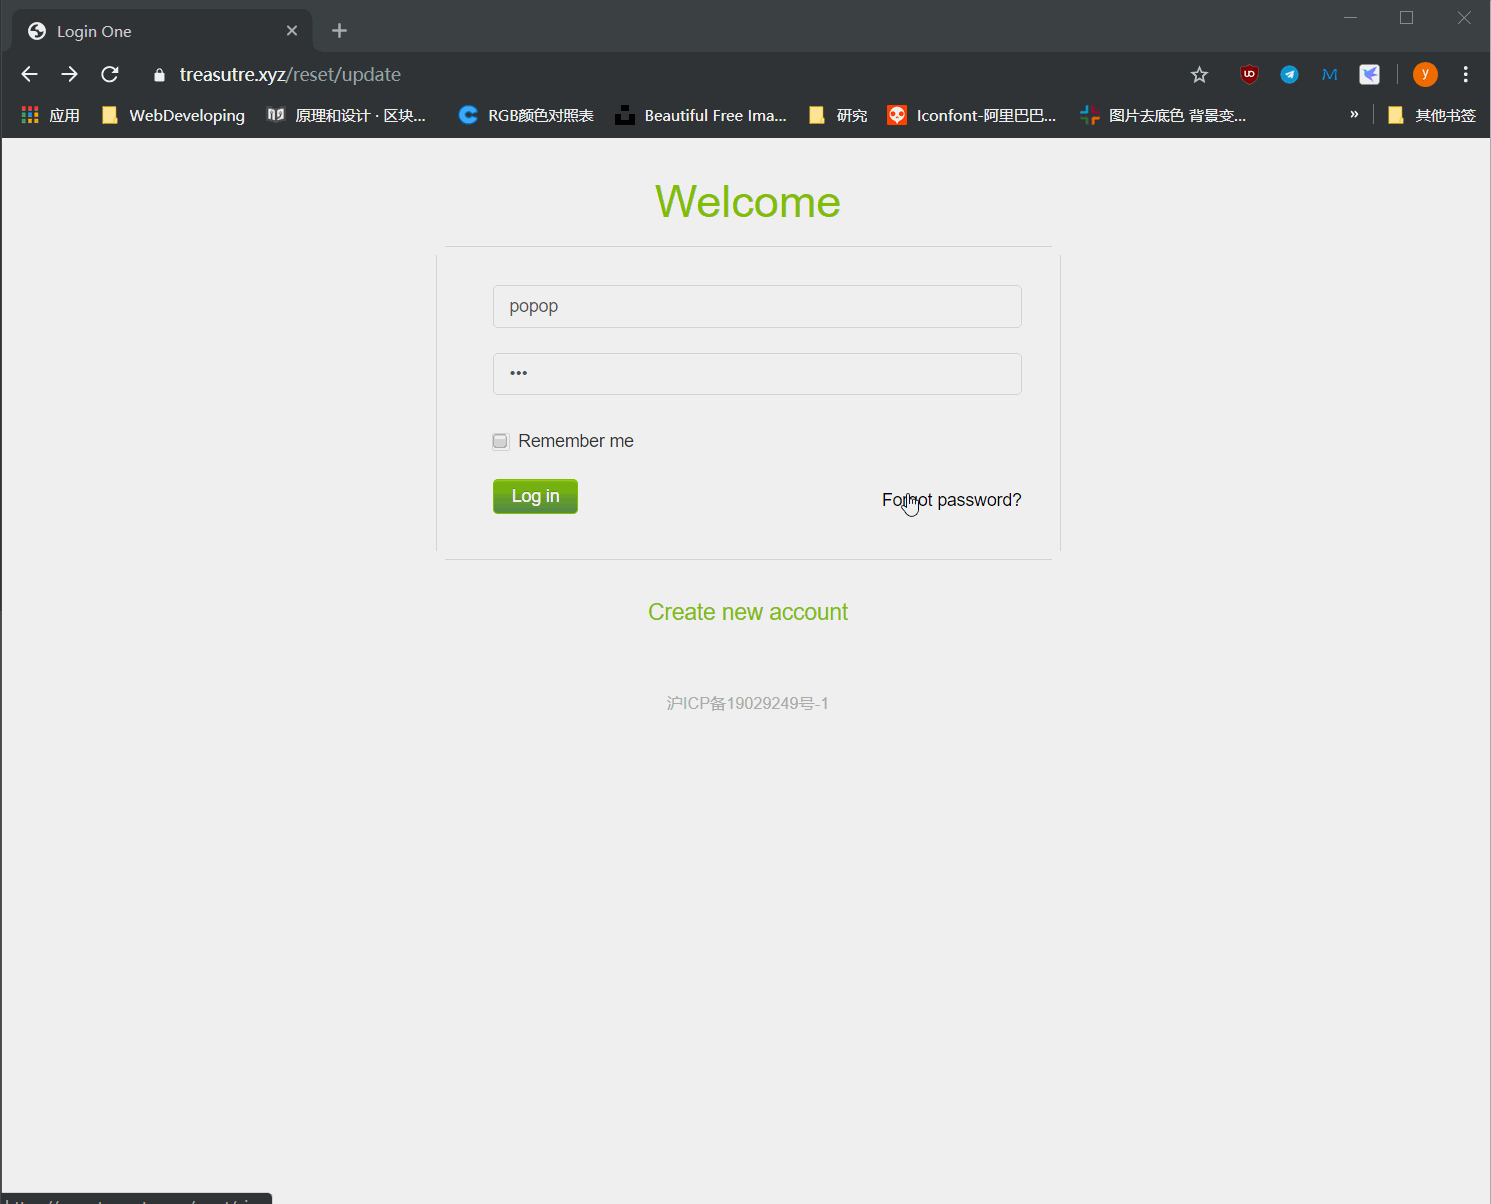 Login One
treasutre.xyz/reset/update
y
应用 WebDeveloping 原理和设计 · 区块... RGB颜色对照表 Beautiful Free Ima... 研究 Iconfont-阿里巴巴... 图片去底色 背景变... » 其他书签
Welcome
popop
•••
Remember me
Log in
Forgot password?
Create new account
沪ICP备19029249号-1